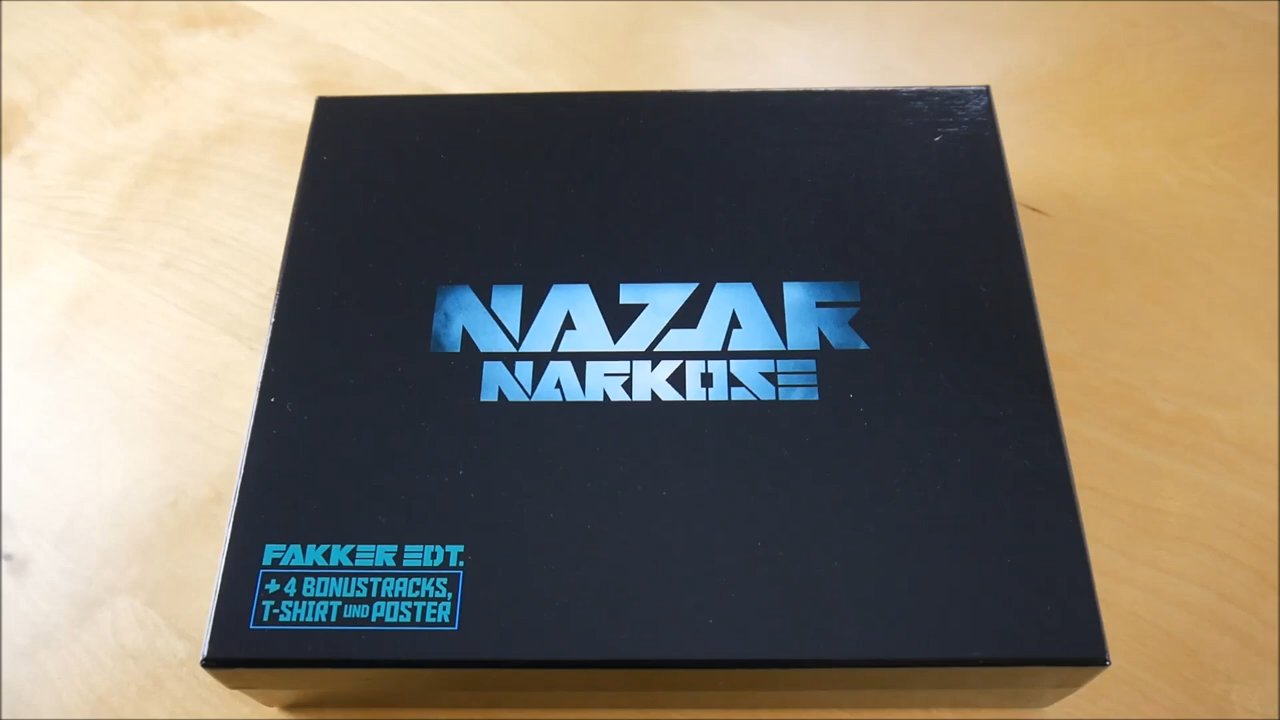 NAZAR
NARKOSE
FAKKER EDT.
+ 4 BONUSTRACKS,
T-SHIRT UND POSTER